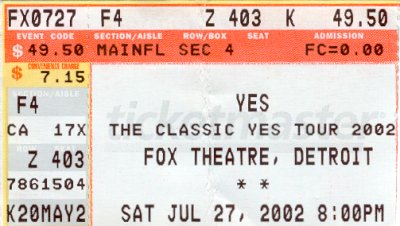 FX0727 F4 Z 403 K 49.50
EVENT CODE SECTION/AISLE ROW/BOX SEAT ADMISSION
$ 49.50 MAINFL SEC 4 FC=0.00
CONVENIENCE CHARGE
$ 7.15 YES
F4
CA 17X THE CLASSIC YES TOUR 2002
ticketmaster
Z 403 FOX THEATRE, DETROIT
7861504 * *
K20MAY2 SAT JUL 27, 2002 8:00PM